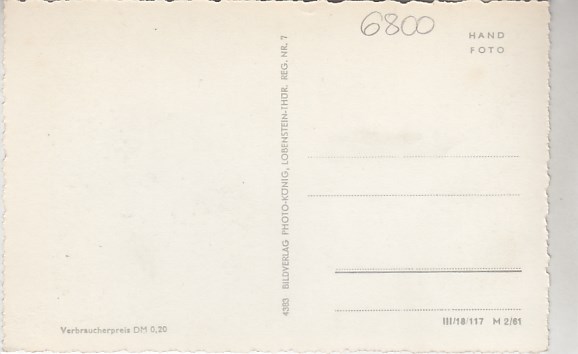 6800
HAND
FOTO
4383 BILDVERLAG PHOTO-KÖNIG, LOBENSTEIN-THÜR. REG. NR. 7
III/18/117 M 2/61
Verbraucherpreis DM 0,20